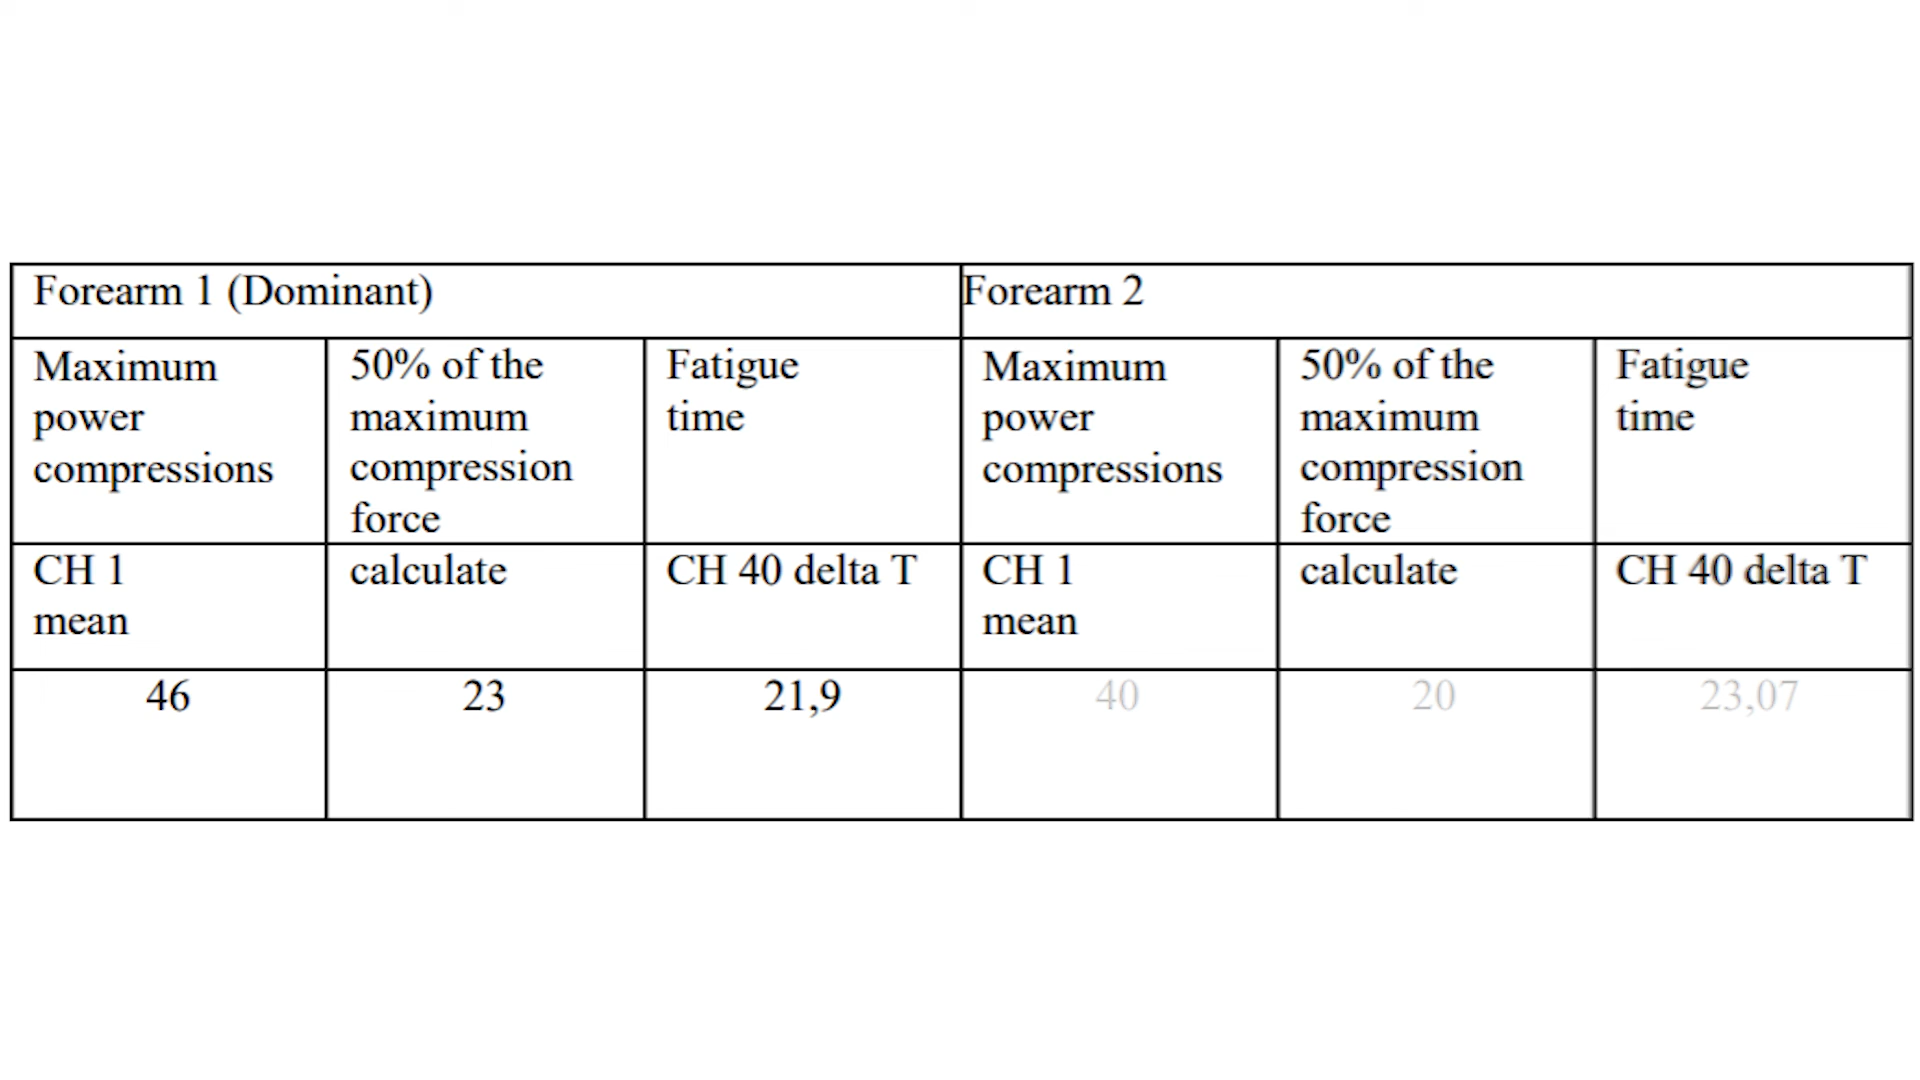 Forearm 1 (Dominant)
Forearm 2
Maximum
power
compressions
50% of the
maximum
compression
force
Fatigue
time
Maximum
power
compressions
50% of the
maximum
compression
force
Fatigue
time
CH 1
mean
calculate
CH 40 delta T
CH 1
mean
calculate
CH 40 delta T
46
23
21,9
40
20
23,07